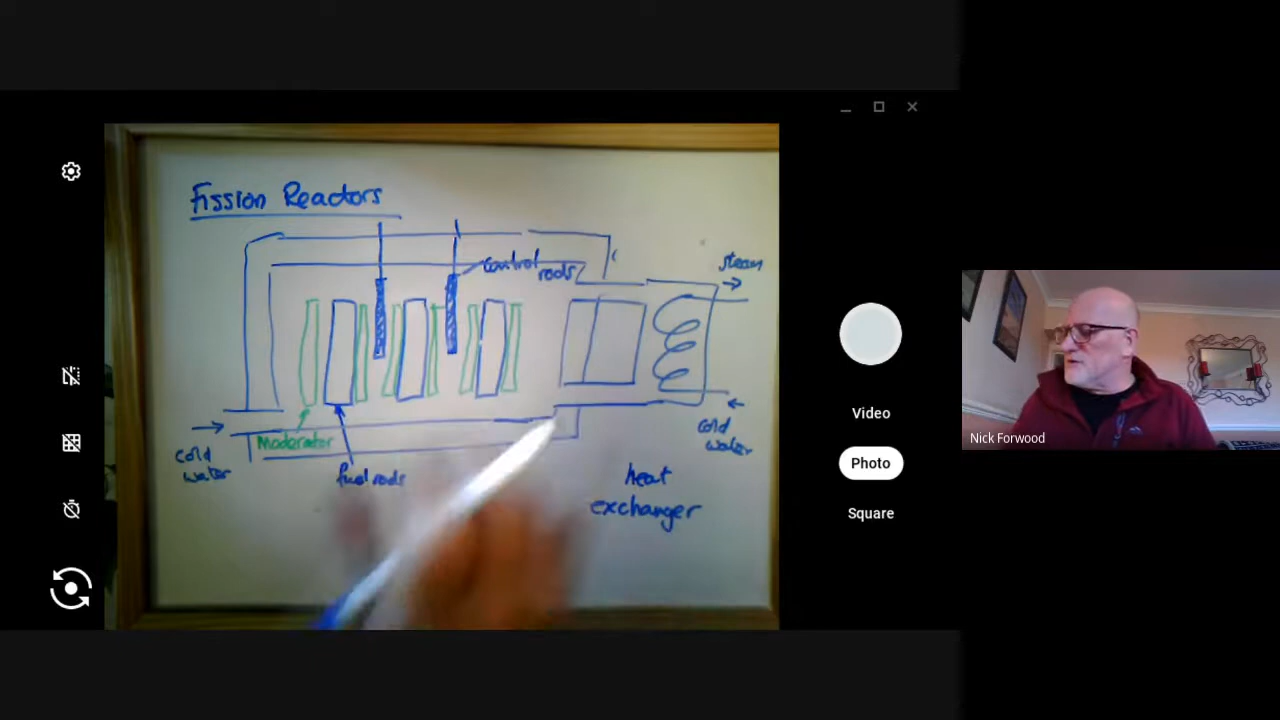 Fission Reactors
control
rods
steam
cold
water
Moderator
fuel rods
cold
water
heat
exchanger
Video
Photo
Square
Nick Forwood